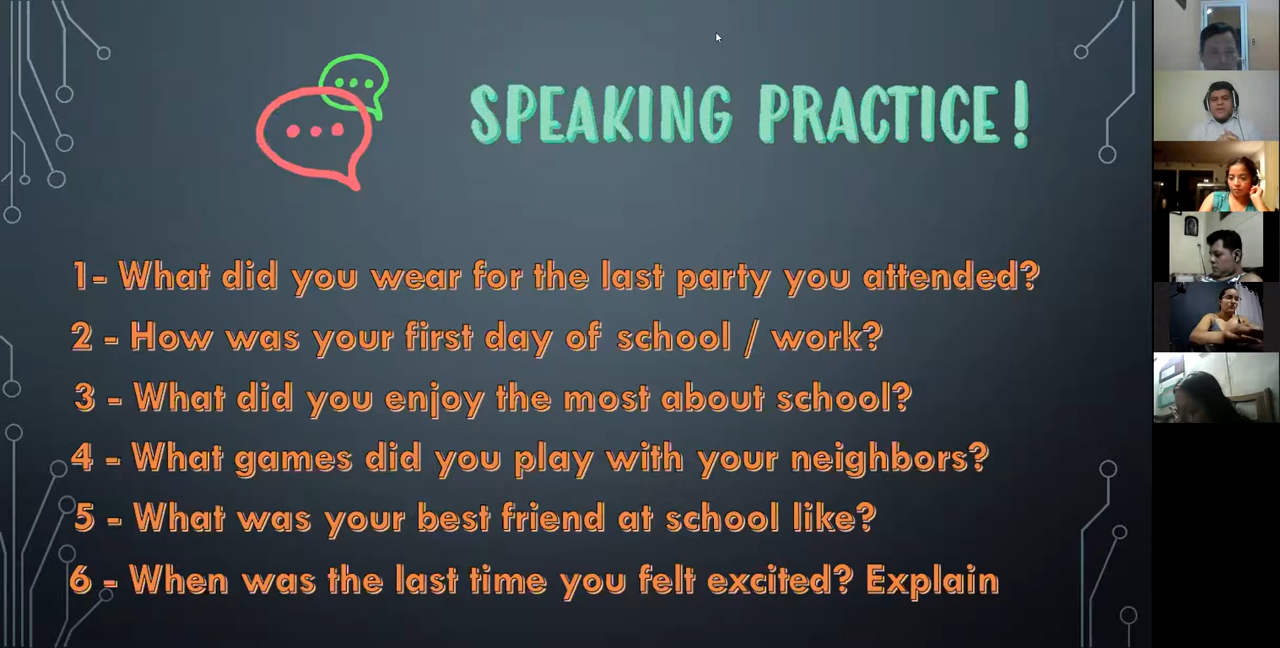 SPEAKING PRACTICE!
1- What did you wear for the last party you attended?
2 - How was your first day of school / work?
3 - What did you enjoy the most about school?
4 - What games did you play with your neighbors?
5 - What was your best friend at school like?
6 - When was the last time you felt excited? Explain